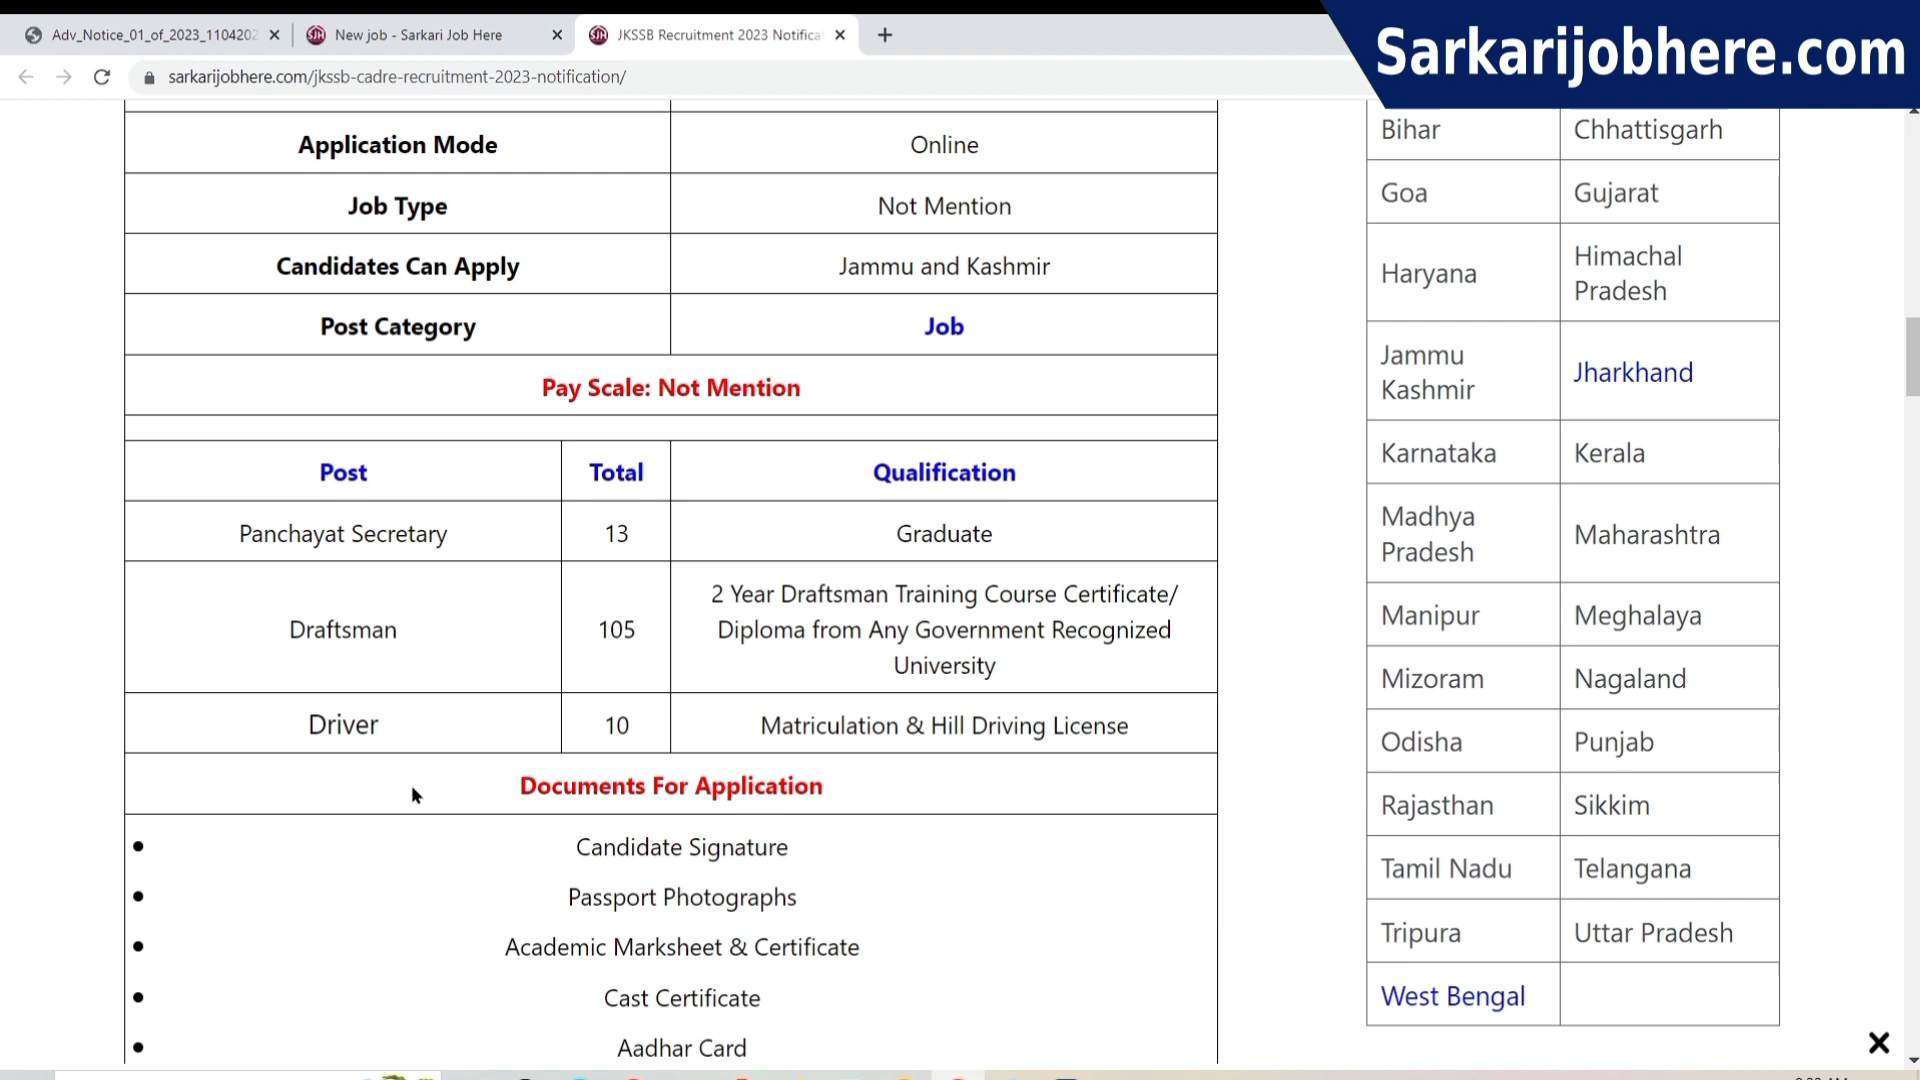 Adv_Notice_01_of_2023_1104202
New job - Sarkari Job Here
JKSSB Recruitment 2023 Notifica
Sarkarijobhere.com
sarkarijobhere.com/jkssb-cadre-recruitment-2023-notification/
Application Mode Online
Job Type Not Mention
Candidates Can Apply Jammu and Kashmir
Post Category Job
Pay Scale: Not Mention
Post Total Qualification
Panchayat Secretary 13 Graduate
Draftsman 105 2 Year Draftsman Training Course Certificate/
Diploma from Any Government Recognized
University
Driver 10 Matriculation & Hill Driving License
Documents For Application
Candidate Signature
Passport Photographs
Academic Marksheet & Certificate
Cast Certificate
Aadhar Card
Bihar Chhattisgarh
Goa Gujarat
Haryana Himachal
Pradesh
Jammu
Kashmir Jharkhand
Karnataka Kerala
Madhya
Pradesh Maharashtra
Manipur Meghalaya
Mizoram Nagaland
Odisha Punjab
Rajasthan Sikkim
Tamil Nadu Telangana
Tripura Uttar Pradesh
West Bengal